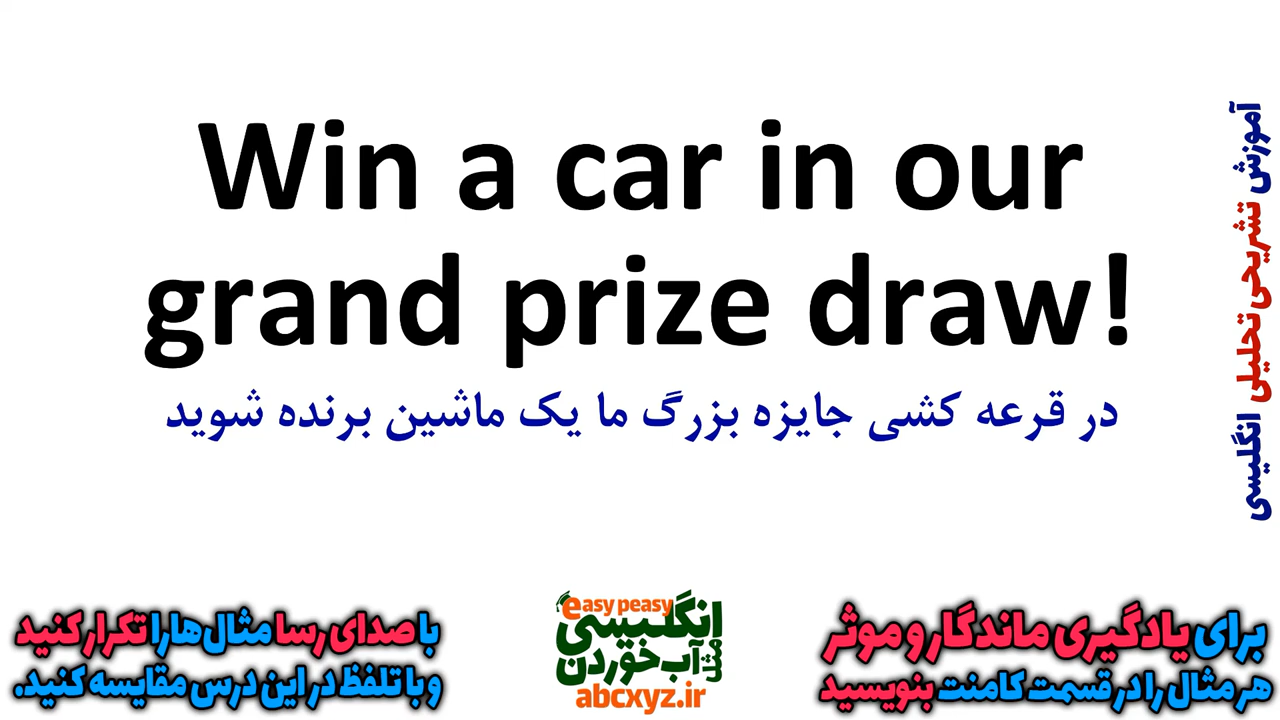 Win a car in our
grand prize draw!
در قرعه کشی جایزه بزرگ ما یک ماشین برنده شوید
آموزش تشریحی تحلیلی انگلیسی
با صدای رسا مثال‌ها را تکرار کنید
و با تلفظ در این درس مقایسه کنید.
easy peasy
انگلیسی
مثل
آب خوردن
abcxyz.ir
برای یادگیری ماندگار و موثر
هر مثال را در قسمت کامنت بنویسید